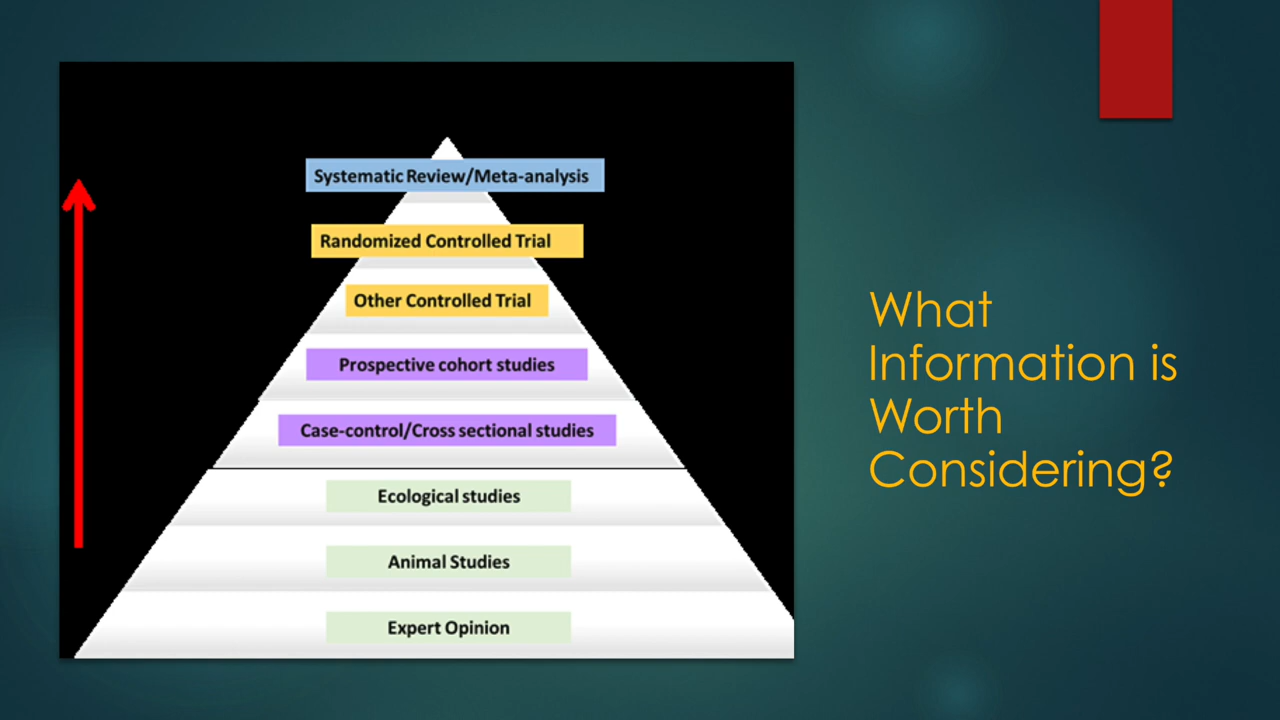 Systematic Review/Meta-analysis
Randomized Controlled Trial
Other Controlled Trial
Prospective cohort studies
Case-control/Cross sectional studies
Ecological studies
Animal Studies
Expert Opinion
What
Information is
Worth
Considering?